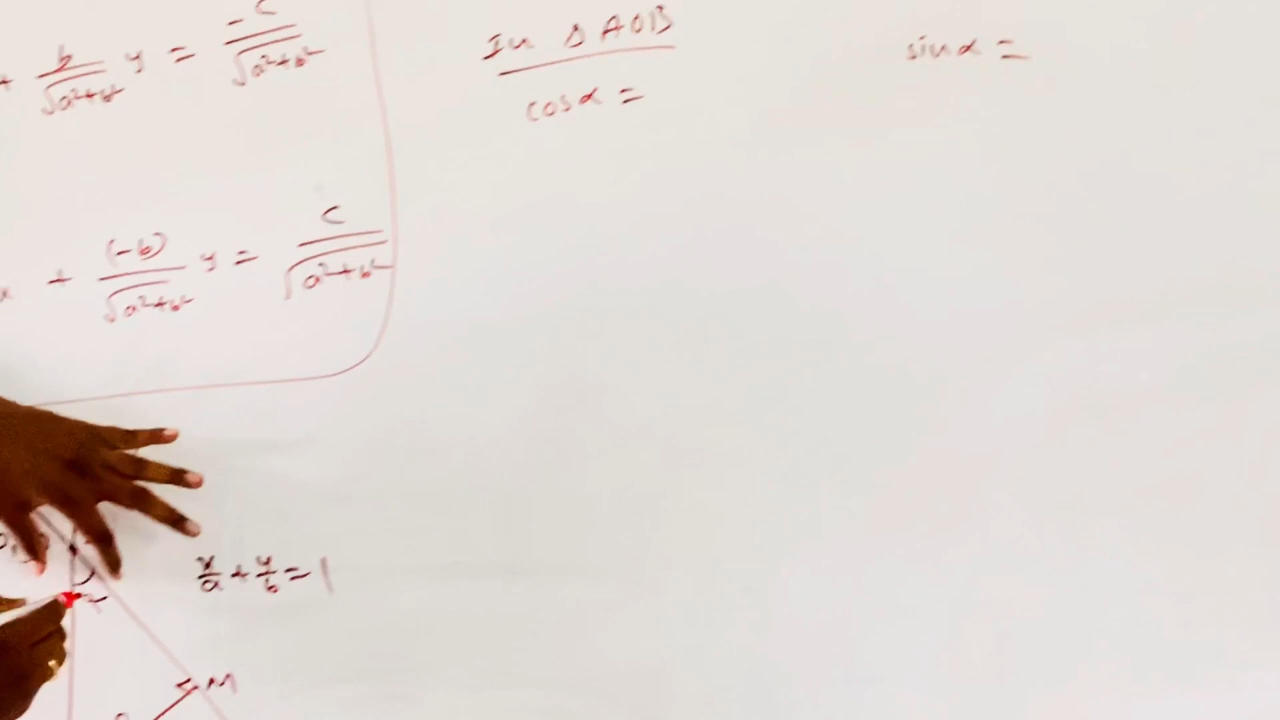 + b/√(a²+b²) y = -c/√(a²+b²)
x + (-b)/√(a²+b²) y = c/√(a²+b²)
x/a + y/b = 1
M
In Δ AOB
cosα =
sinα =